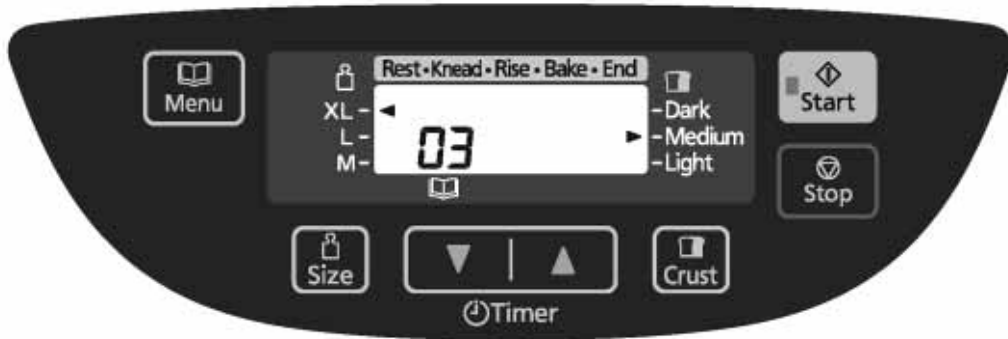 Menu
Rest • Knead • Rise • Bake • End
XL
L
M
03
Dark
Medium
Light
Start
Stop
Size
Crust
Timer